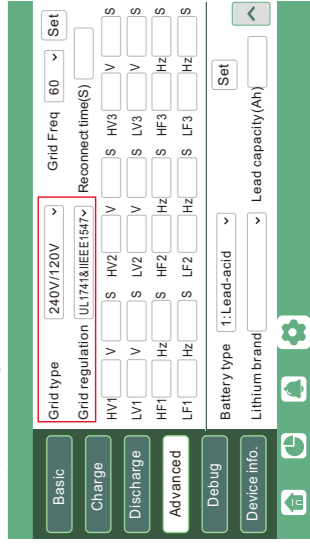 Basic
Charge
Discharge
Advanced
Debug
Device info.
Grid type 240V/120V Grid Freq 60 Set
Grid regulation UL1741&IIEEE1547 Reconnect time(S)
HV1 V S HV2 V S HV3 V S
LV1 V S LV2 V S LV3 V S
HF1 Hz S HF2 Hz S HF3 Hz S
LF1 Hz S LF2 Hz S LF3 Hz S
Battery type 1:Lead-acid Set
Lithium brand Lead capacity(Ah)